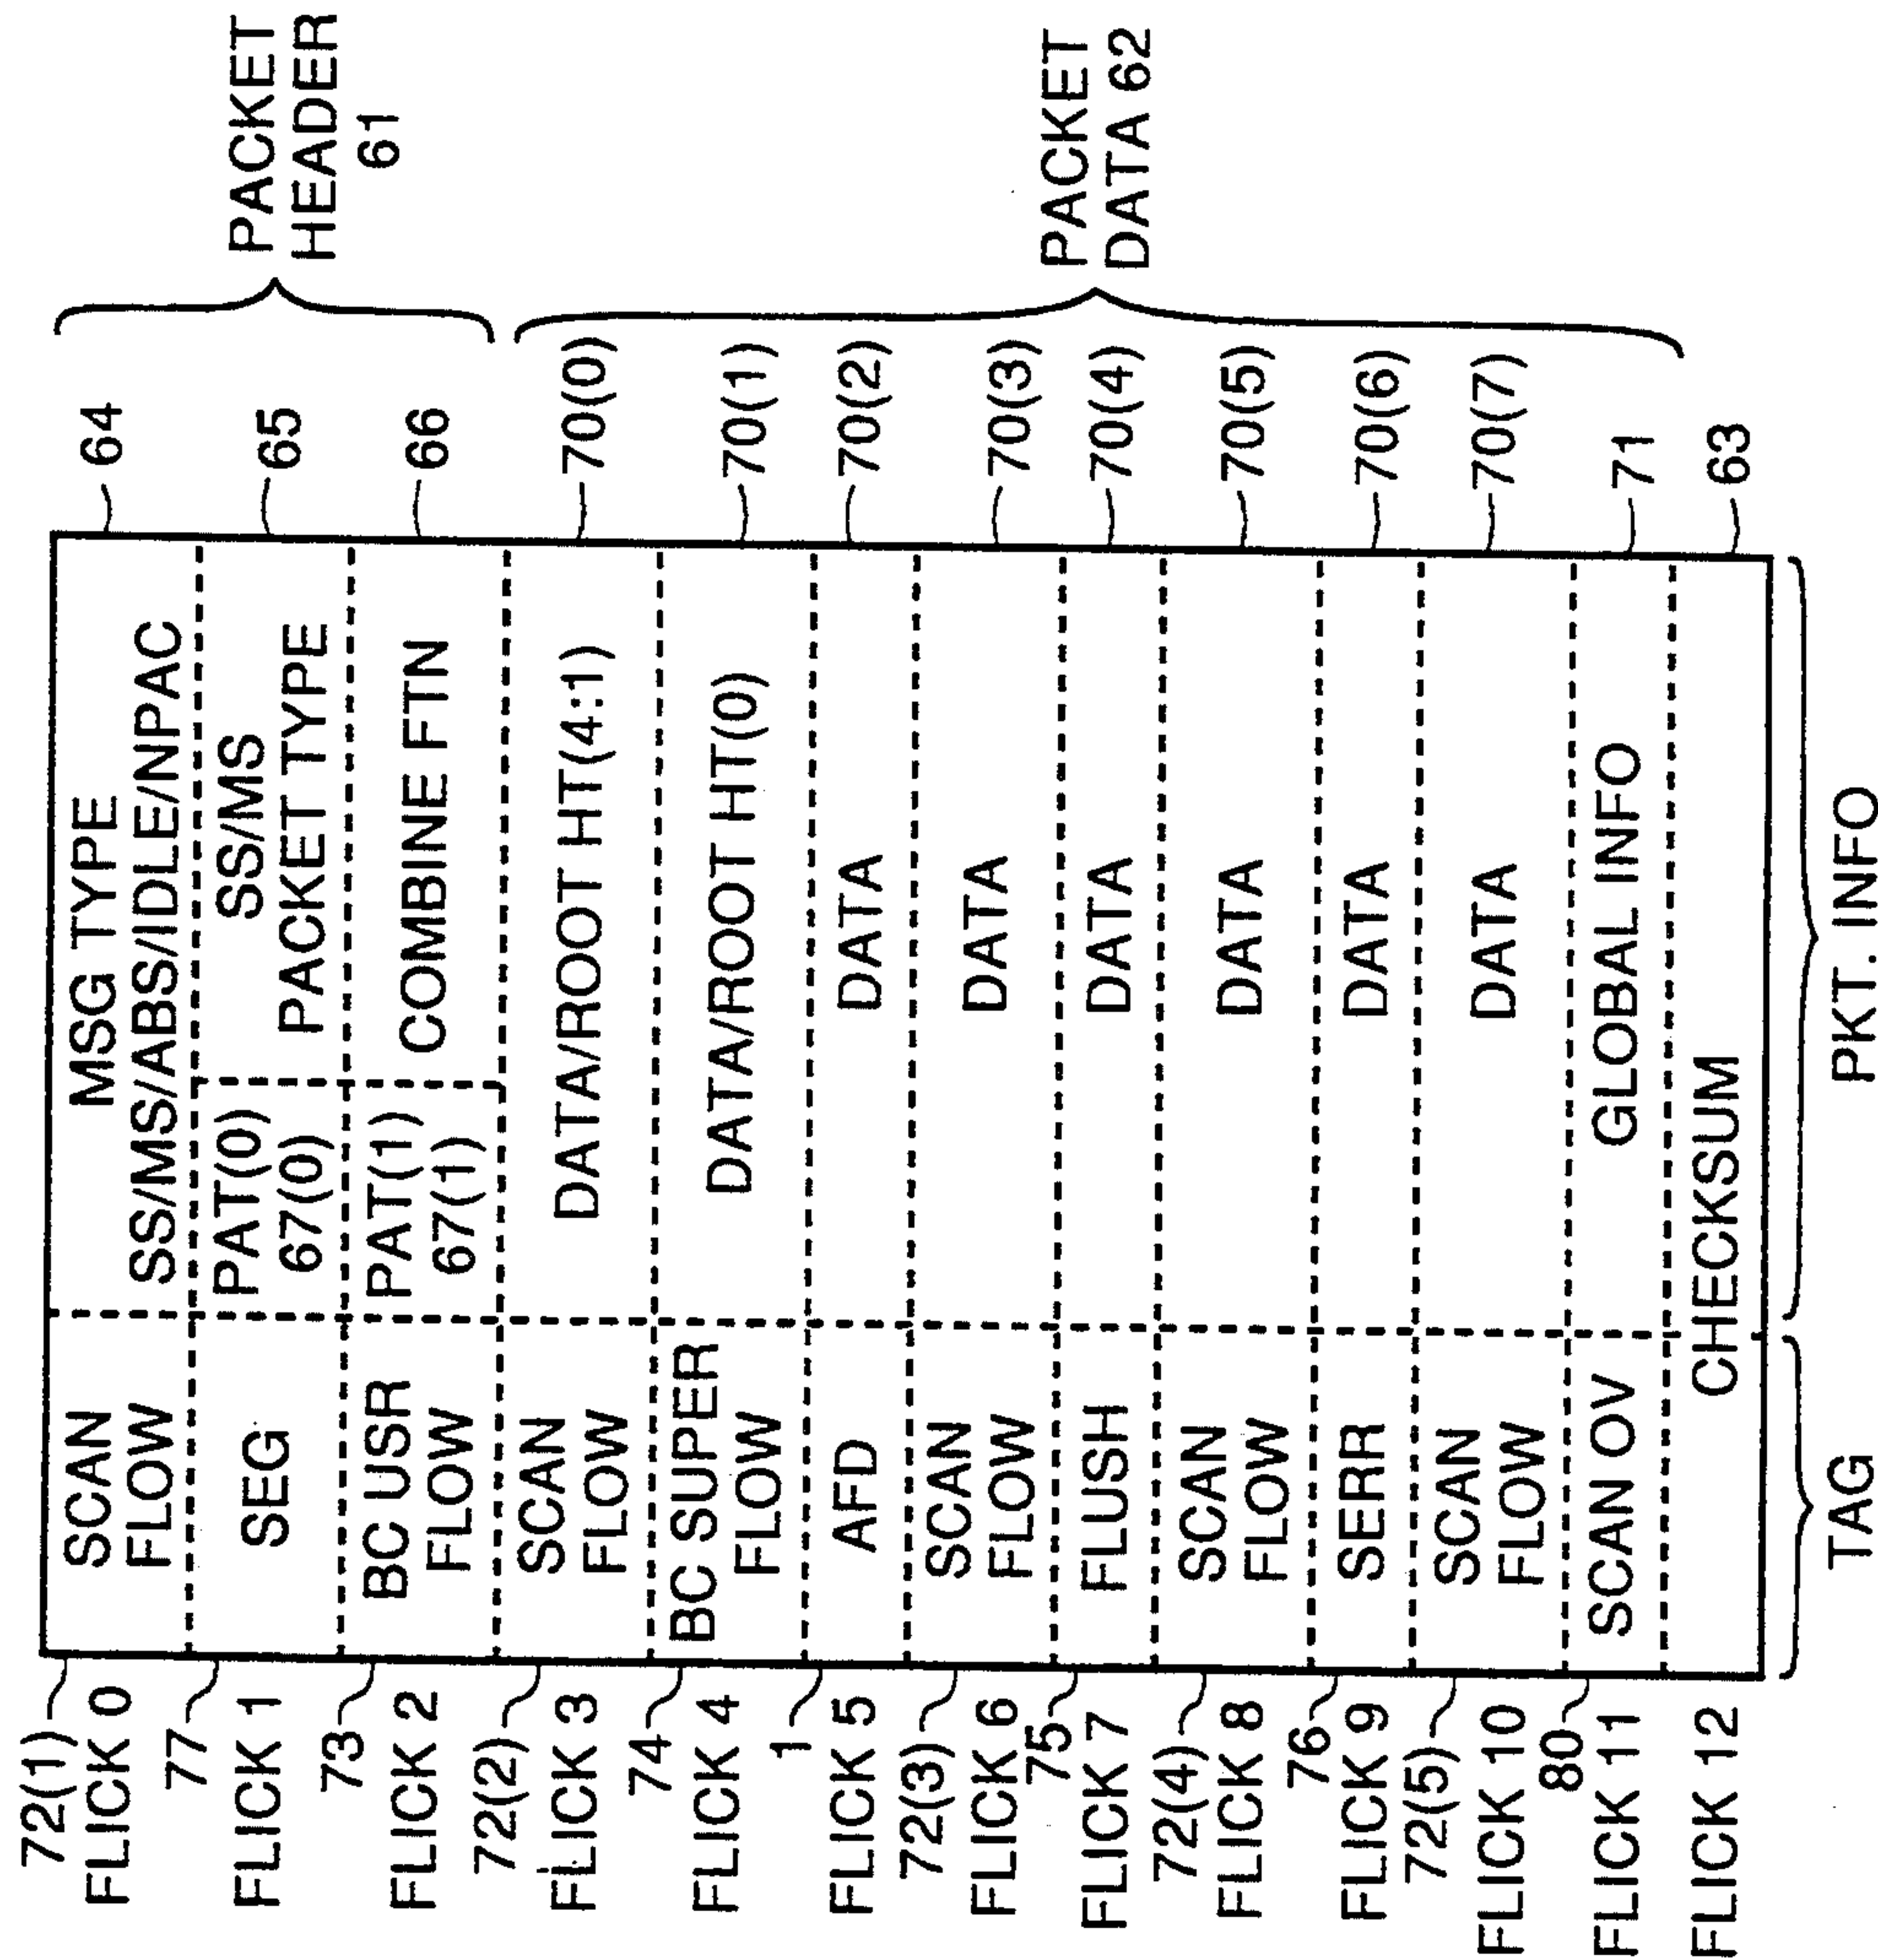 72(1)
FLICK 0
SCAN
FLOW
MSG TYPE
SS/MS/ABS/IDLE/NPAC
64
77
FLICK 1
SEG
PAT(0)
67(0)
SS/MS
PACKET TYPE
65
PACKET
HEADER
61
73
FLICK 2
BC USR
FLOW
PAT(1)
67(1)
COMBINE FTN
66
72(2)
FLICK 3
SCAN
FLOW
DATA/ROOT HT(4:1)
70(0)
74
FLICK 4
BC SUPER
FLOW
DATA/ROOT HT(0)
70(1)
1
FLICK 5
AFD
DATA
70(2)
72(3)
FLICK 6
SCAN
FLOW
DATA
70(3)
75
FLICK 7
FLUSH
DATA
70(4)
PACKET
DATA 62
72(4)
FLICK 8
SCAN
FLOW
DATA
70(5)
76
FLICK 9
SERR
DATA
70(6)
72(5)
FLICK 10
SCAN
FLOW
DATA
70(7)
80
FLICK 11
SCAN OV
GLOBAL INFO
71
FLICK 12
CHECKSUM
63
TAG
PKT. INFO